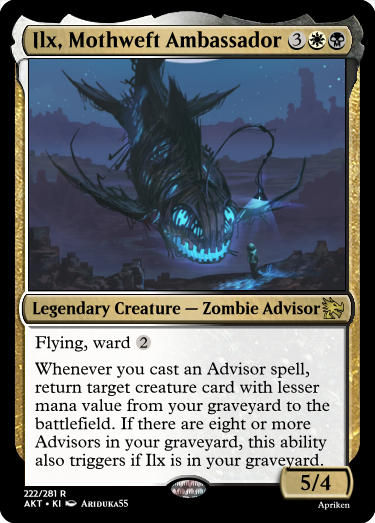 Ilx, Mothweft Ambassador 3
Legendary Creature — Zombie Advisor
Flying, ward 2
Whenever you cast an Advisor spell,
return target creature card with lesser
mana value from your graveyard to the
battlefield. If there are eight or more
Advisors in your graveyard, this ability
also triggers if Ilx is in your graveyard.
5/4
222/281 R
AKT • KI Ariduka55
Apriken